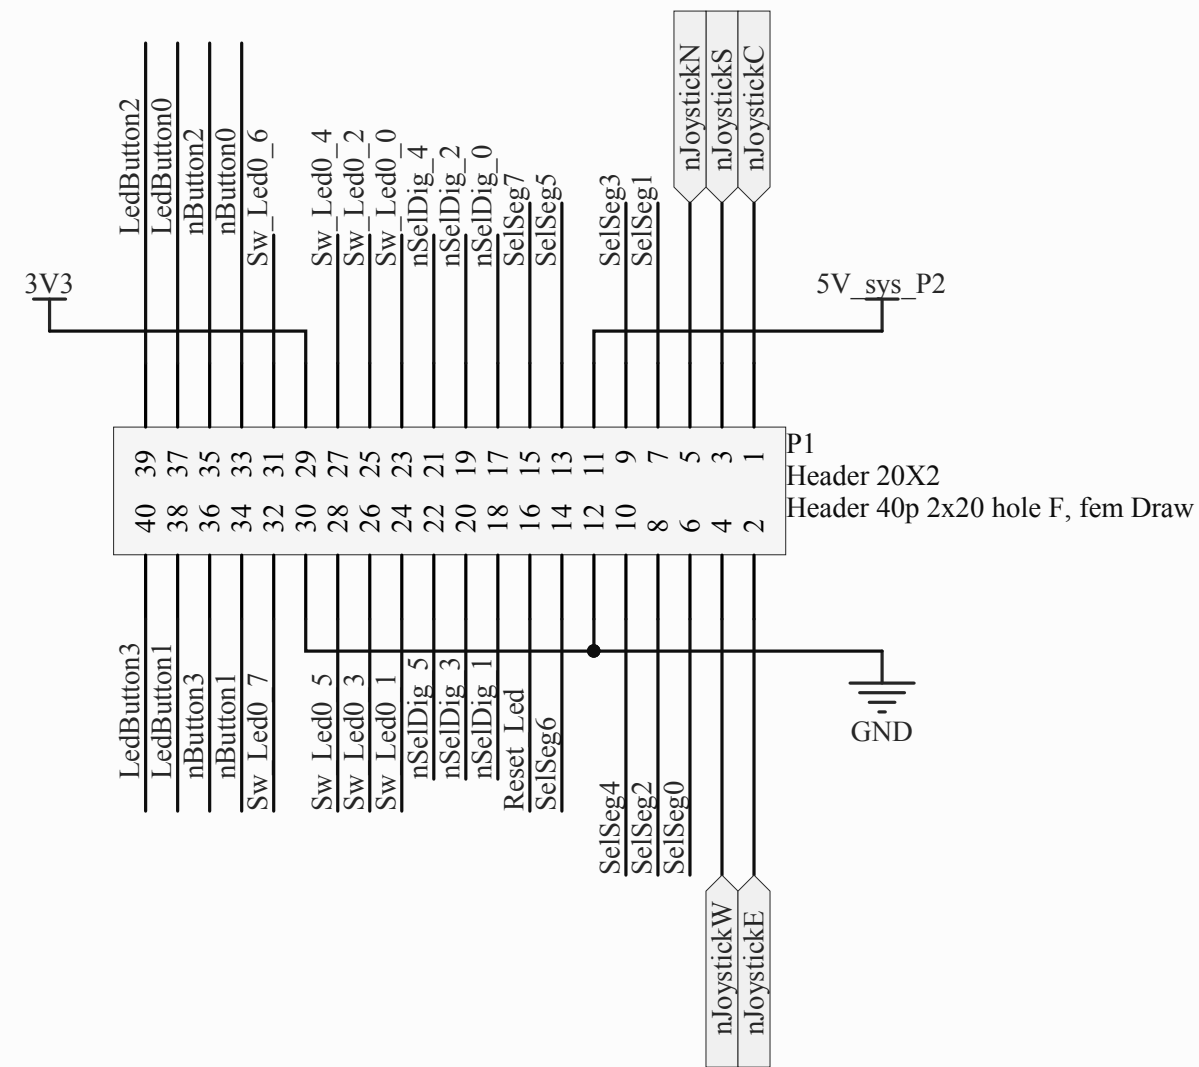 LedButton2
LedButton0
nButton2
nButton0
Sw_Led0_6
Sw_Led0_4
Sw_Led0_2
Sw_Led0_0
nSelDig_4
nSelDig_2
nSelDig_0
SelSeg7
SelSeg5
SelSeg3
SelSeg1
nJoystickN
nJoystickS
nJoystickC
3V3
5V_sys_P2
39 37 35 33 31 29 27 25 23 21 19 17 15 13 11 9 7 5 3 1
40 38 36 34 32 30 28 26 24 22 20 18 16 14 12 10 8 6 4 2
P1
Header 20X2
Header 40p 2x20 hole F, fem Draw
LedButton3
LedButton1
nButton3
nButton1
Sw_Led0_7
Sw_Led0_5
Sw_Led0_3
Sw_Led0_1
nSelDig_5
nSelDig_3
nSelDig_1
Reset_Led
SelSeg6
SelSeg4
SelSeg2
SelSeg0
nJoystickW
nJoystickE
GND